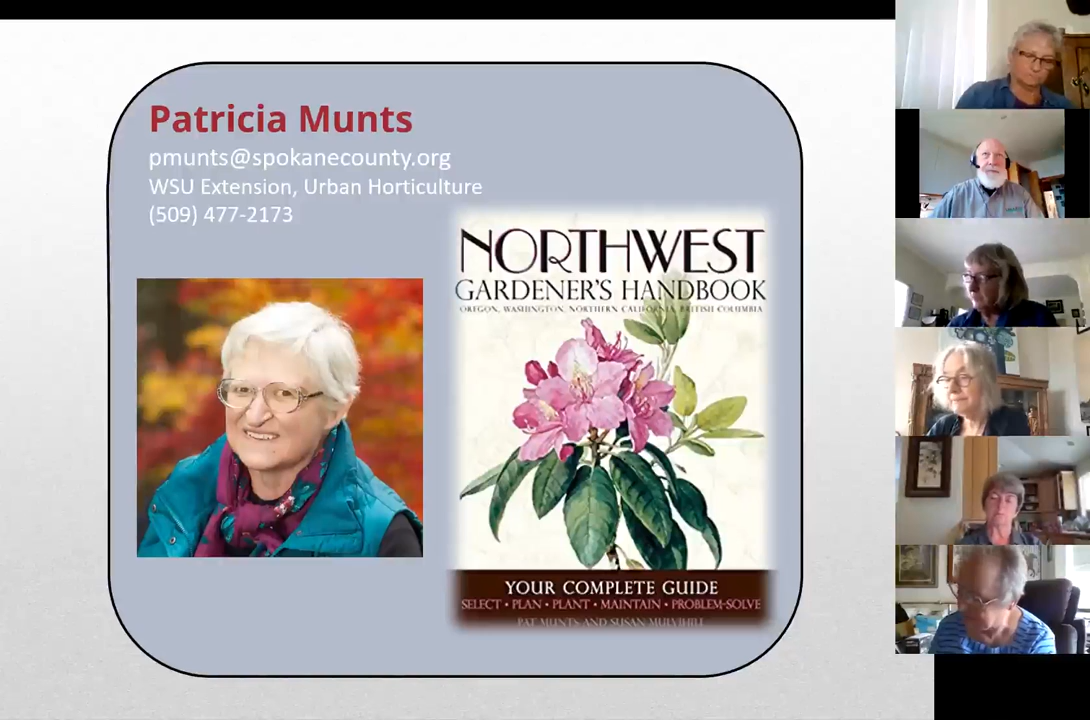 Patricia Munts
pmunts@spokanecounty.org
WSU Extension, Urban Horticulture
(509) 477-2173
NORTHWEST
GARDENER'S HANDBOOK
OREGON, WASHINGTON, NORTHERN CALIFORNIA, BRITISH COLUMBIA
YOUR COMPLETE GUIDE
SELECT • PLAN • PLANT • MAINTAIN • PROBLEM-SOLVE
PAT MUNTS AND SUSAN MULVIHILL